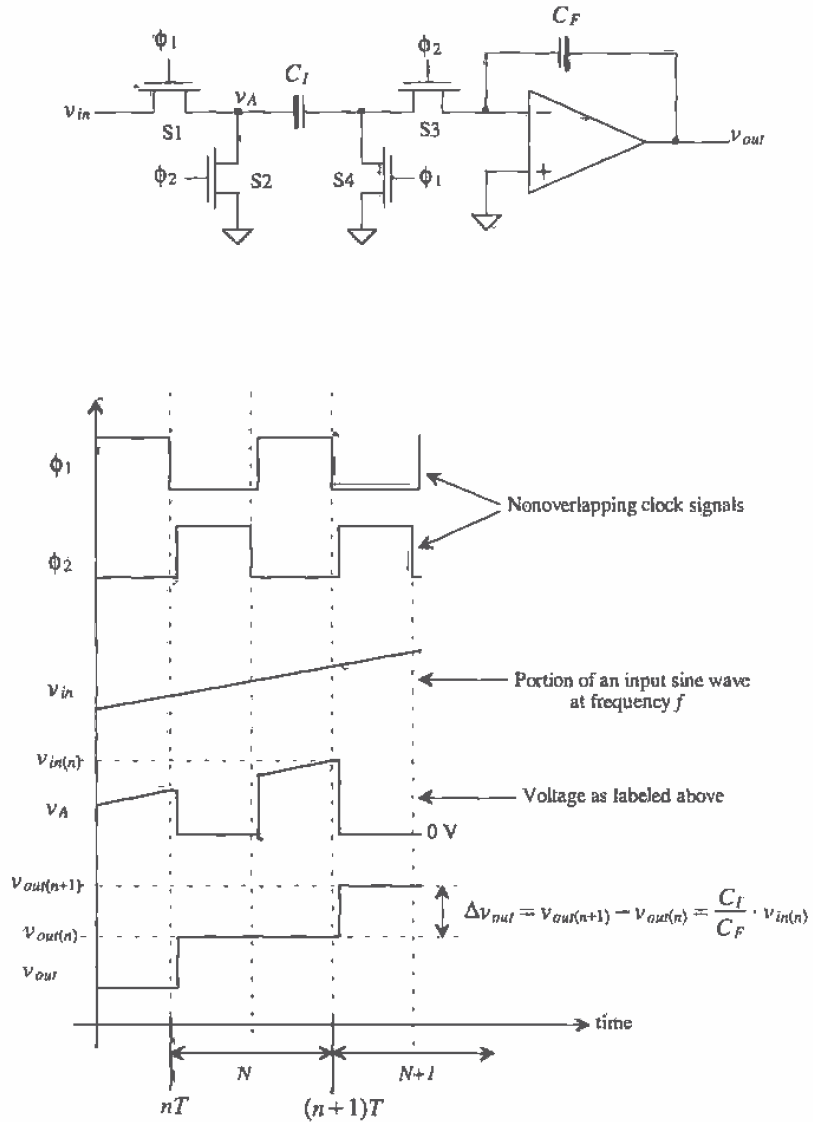 ϕ1
CF
ϕ2
CI
vin
vA
S1
S3
vout
ϕ2
S2
S4
ϕ1
−
+
ϕ1
Nonoverlapping clock signals
ϕ2
vin
Portion of an input sine wave
at frequency f
vin(n)
vA
Voltage as labeled above
0 V
vout(n+1)
Δvout = vout(n+1) − vout(n) = CI/CF · vin(n)
vout(n)
vout
time
N
N+1
nT
(n+1)T